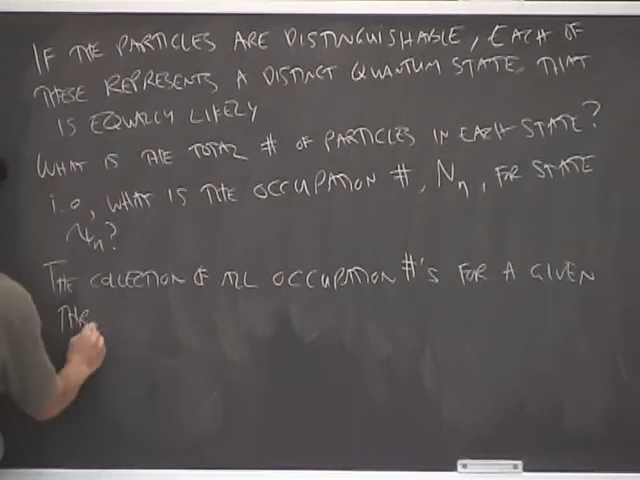 IF THE PARTICLES ARE DISTINGUISHABLE, EACH OF
THESE REPRESENTS A DISTINCT QUANTUM STATE THAT
IS EQUALLY LIKELY
WHAT IS THE TOTAL # OF PARTICLES IN EACH STATE?
i.e, WHAT IS THE OCCUPATION #, Nn, FOR STATE
ψn?
THE COLLECTION OF ALL OCCUPATION #'S FOR A GIVEN